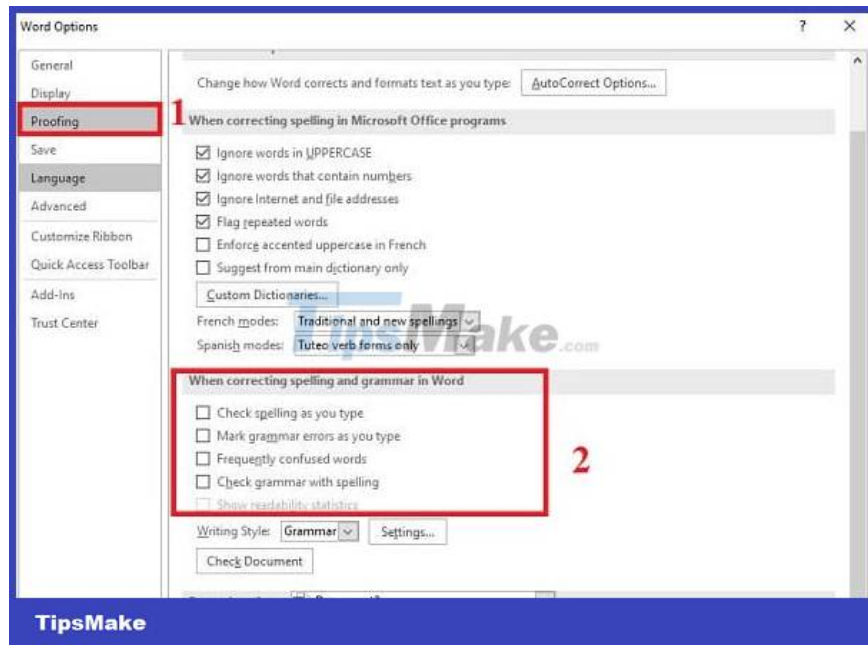 Word Options ? ×
General
Display
Proofing
Save
Language
Advanced
Customize Ribbon
Quick Access Toolbar
Add-Ins
Trust Center
1
Change how Word corrects and formats text as you type: AutoCorrect Options...
When correcting spelling in Microsoft Office programs
Ignore words in UPPERCASE
Ignore words that contain numbers
Ignore Internet and file addresses
Flag repeated words
Enforce accented uppercase in French
Suggest from main dictionary only
Custom Dictionaries...
French modes: Traditional and new spellings
Spanish modes: Tuteo verb forms only
TipsMake.com
When correcting spelling and grammar in Word
Check spelling as you type
Mark grammar errors as you type
Frequently confused words
Check grammar with spelling
Show readability statistics
2
Writing Style: Grammar Settings...
Check Document
TipsMake